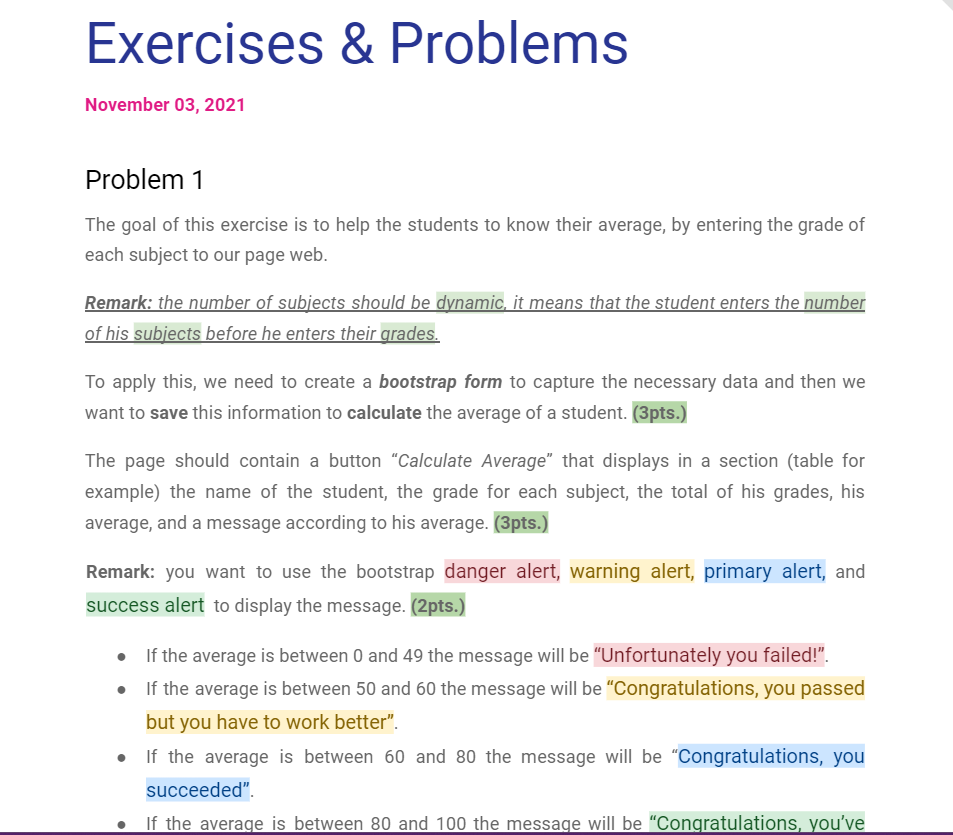 Exercises & Problems
November 03, 2021
Problem 1
The goal of this exercise is to help the students to know their average, by entering the grade of
each subject to our page web.
Remark: the number of subjects should be dynamic, it means that the student enters the number
of his subjects before he enters their grades.
To apply this, we need to create a bootstrap form to capture the necessary data and then we
want to save this information to calculate the average of a student. (3pts.)
The page should contain a button “Calculate Average” that displays in a section (table for
example) the name of the student, the grade for each subject, the total of his grades, his
average, and a message according to his average. (3pts.)
Remark: you want to use the bootstrap danger alert, warning alert, primary alert, and
success alert to display the message. (2pts.)
● If the average is between 0 and 49 the message will be “Unfortunately you failed!”.
● If the average is between 50 and 60 the message will be “Congratulations, you passed
but you have to work better”.
● If the average is between 60 and 80 the message will be “Congratulations, you
succeeded”.
● If the average is between 80 and 100 the message will be “Congratulations, you’ve